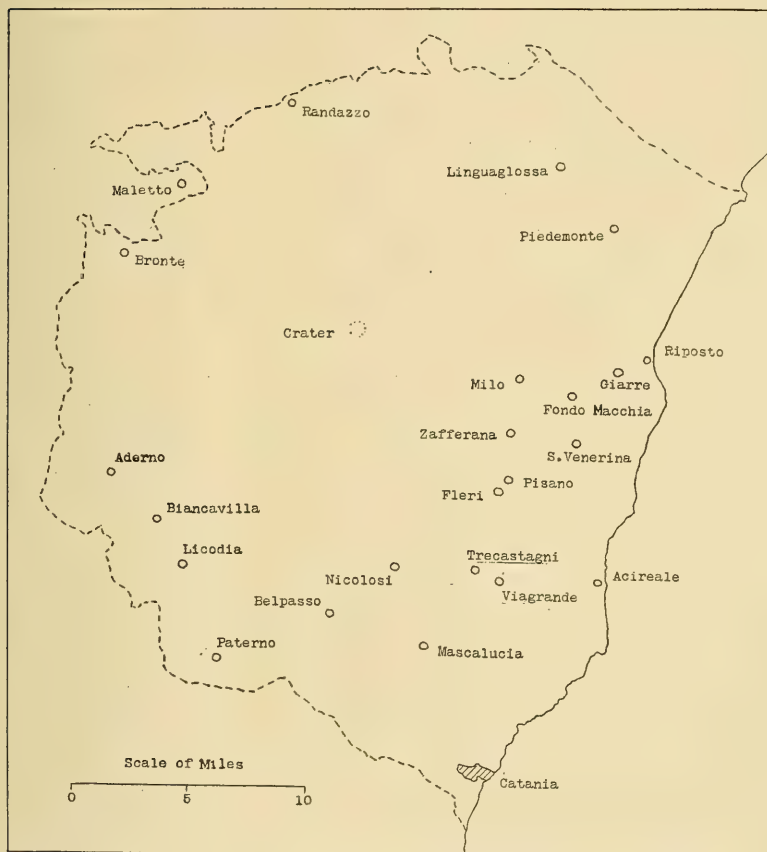 Randazzo
Linguaglossa
Maletto
Piedemonte
Bronte
Crater
Riposto
Milo
Giarre
Fondo Macchia
Zafferana
S.Venerina
Aderno
Pisano
Fleri
Biancavilla
Licodia
Trecastagni
Nicolosi
Acireale
Viagrande
Belpasso
Paterno
Mascalucia
Scale of Miles
Catania
0 5 10